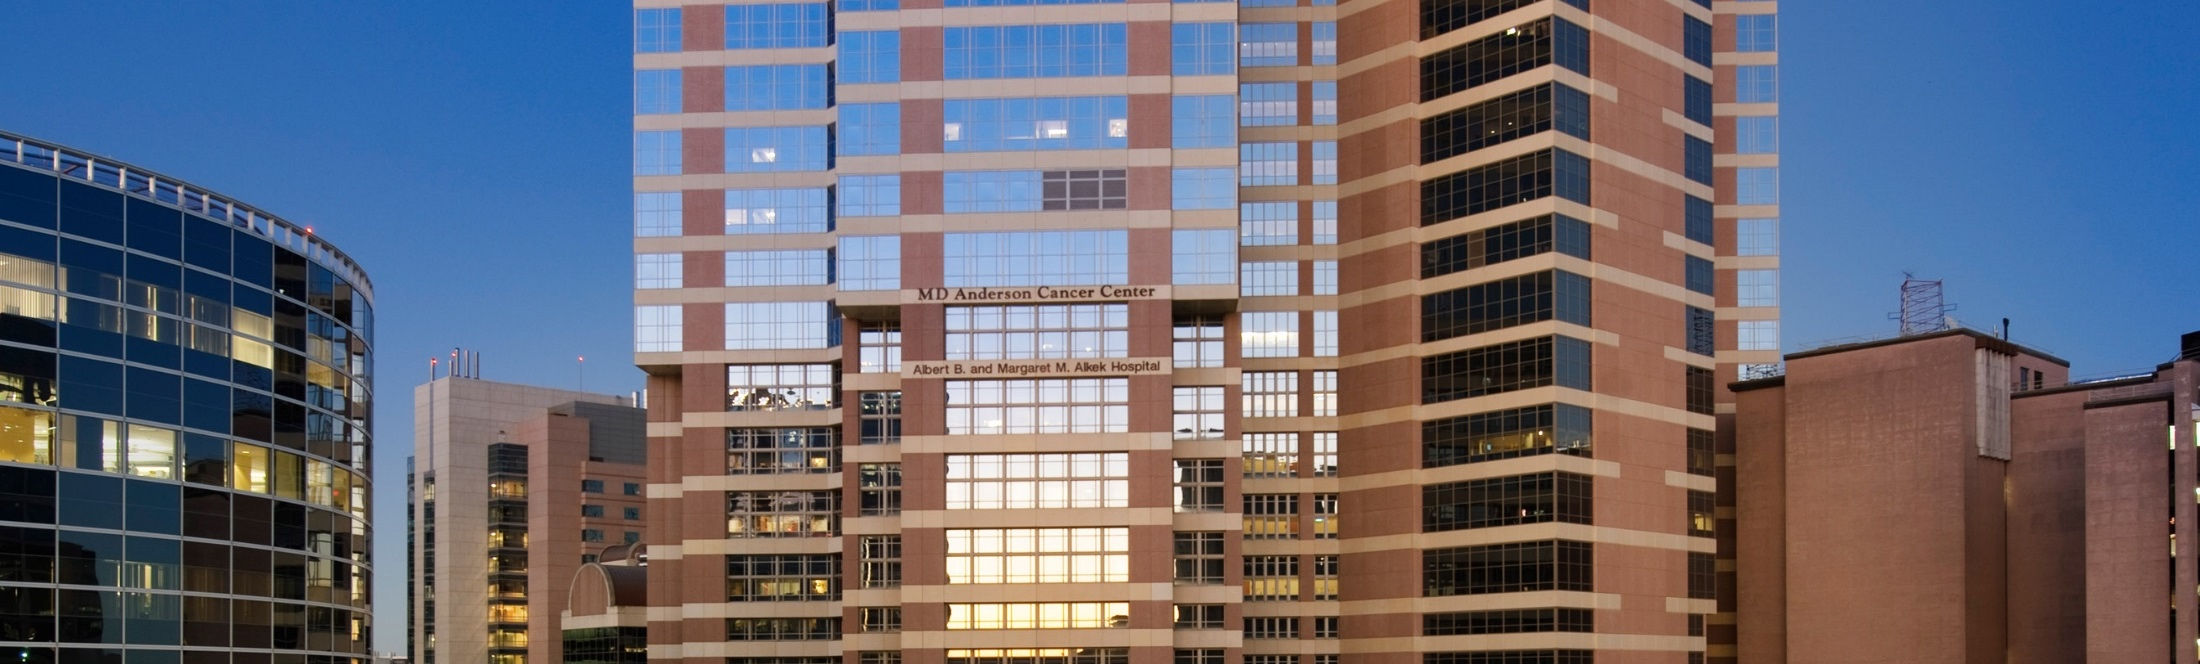 MD Anderson Cancer Center
Albert B. and Margaret M. Alkek Hospital